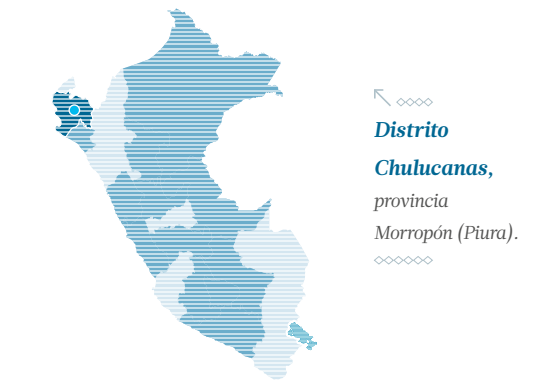 Distrito
Chulucanas,
provincia
Morropón (Piura).